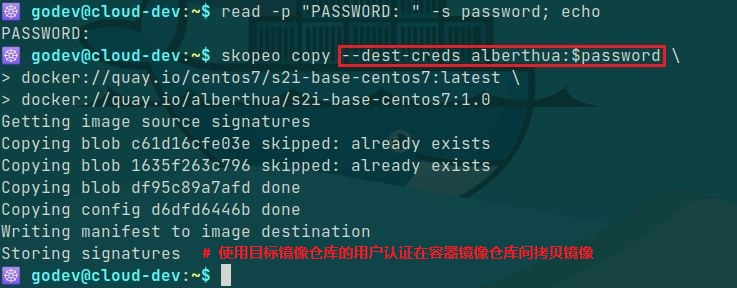 godev@cloud-dev:~$ read -p "PASSWORD: " -s password; echo
PASSWORD:
godev@cloud-dev:~$ skopeo copy --dest-creds alberthua:$password \
> docker://quay.io/centos7/s2i-base-centos7:latest \
> docker://quay.io/alberthua/s2i-base-centos7:1.0
Getting image source signatures
Copying blob c61d16cfe03e skipped: already exists
Copying blob 1635f263c796 skipped: already exists
Copying blob df95c89a7afd done
Copying config d6dfd6446b done
Writing manifest to image destination
Storing signatures # 使用目标镜像仓库的用户认证在容器镜像仓库间拷贝镜像
godev@cloud-dev:~$